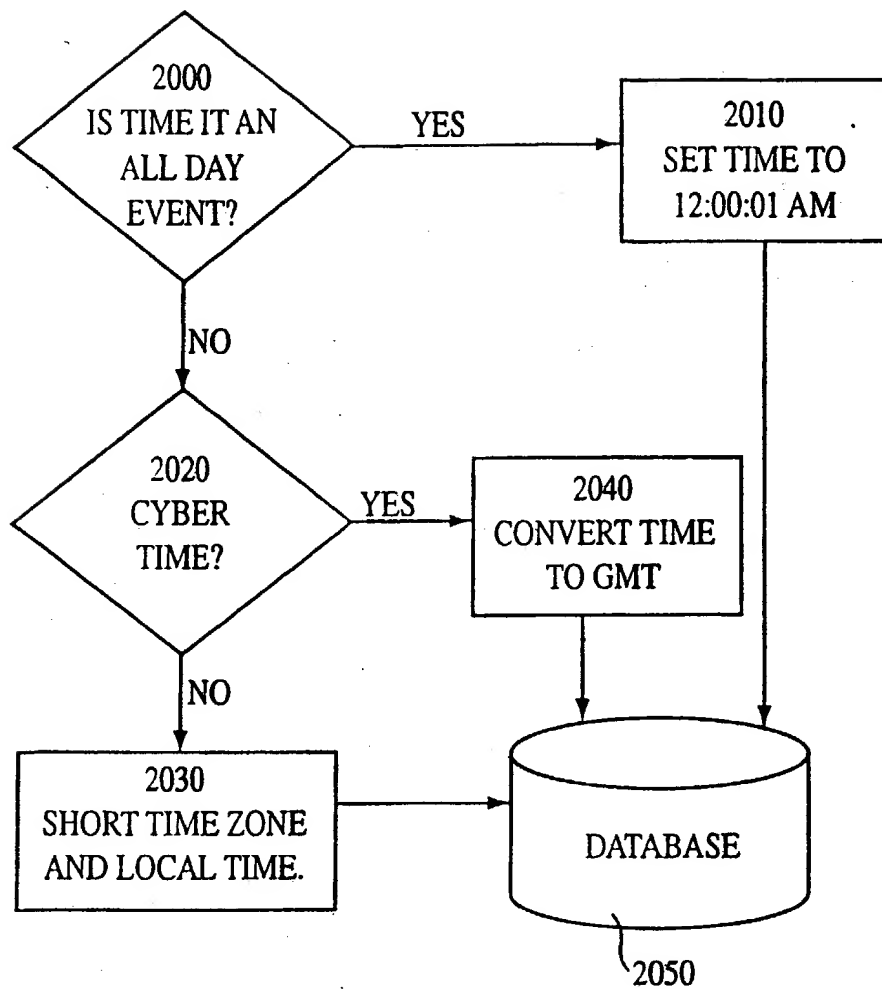 2000
IS TIME IT AN
ALL DAY
EVENT?
YES
2010
SET TIME TO
12:00:01 AM
NO
2020
CYBER
TIME?
YES
2040
CONVERT TIME
TO GMT
NO
2030
SHORT TIME ZONE
AND LOCAL TIME.
DATABASE
2050